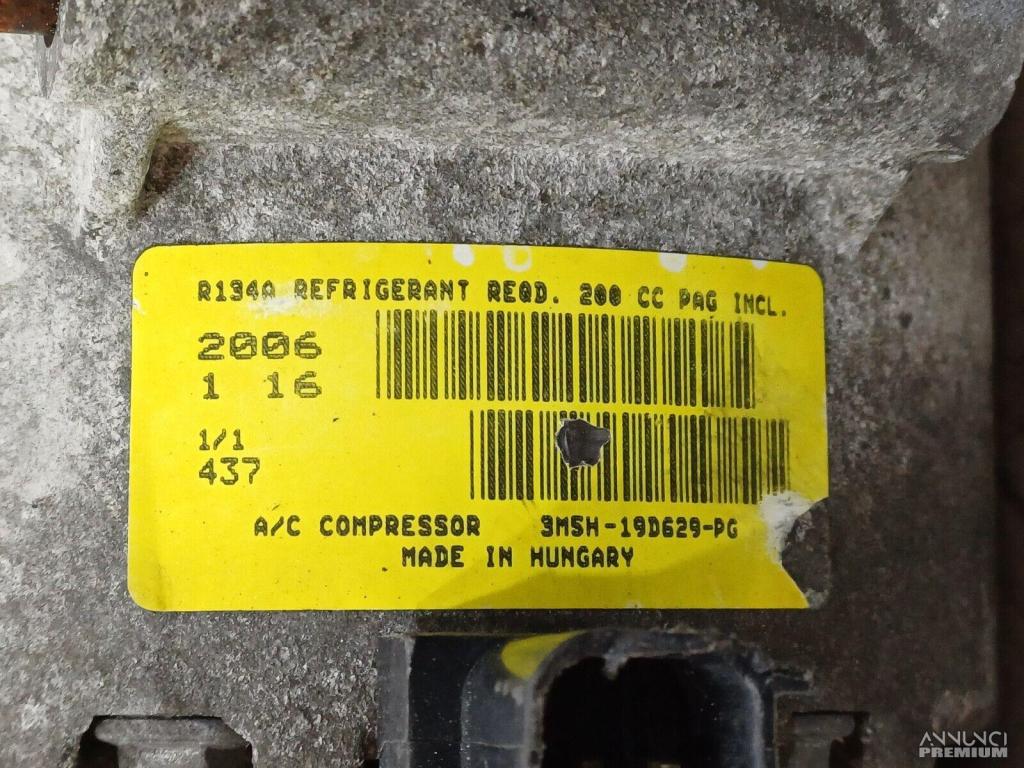 R134A REFRIGERANT REQD. 200 CC PAG INCL.
2006
1 16
1/1
437
A/C COMPRESSOR 3M5H-19D629-PG
MADE IN HUNGARY
ANNUNCI
PREMIUM